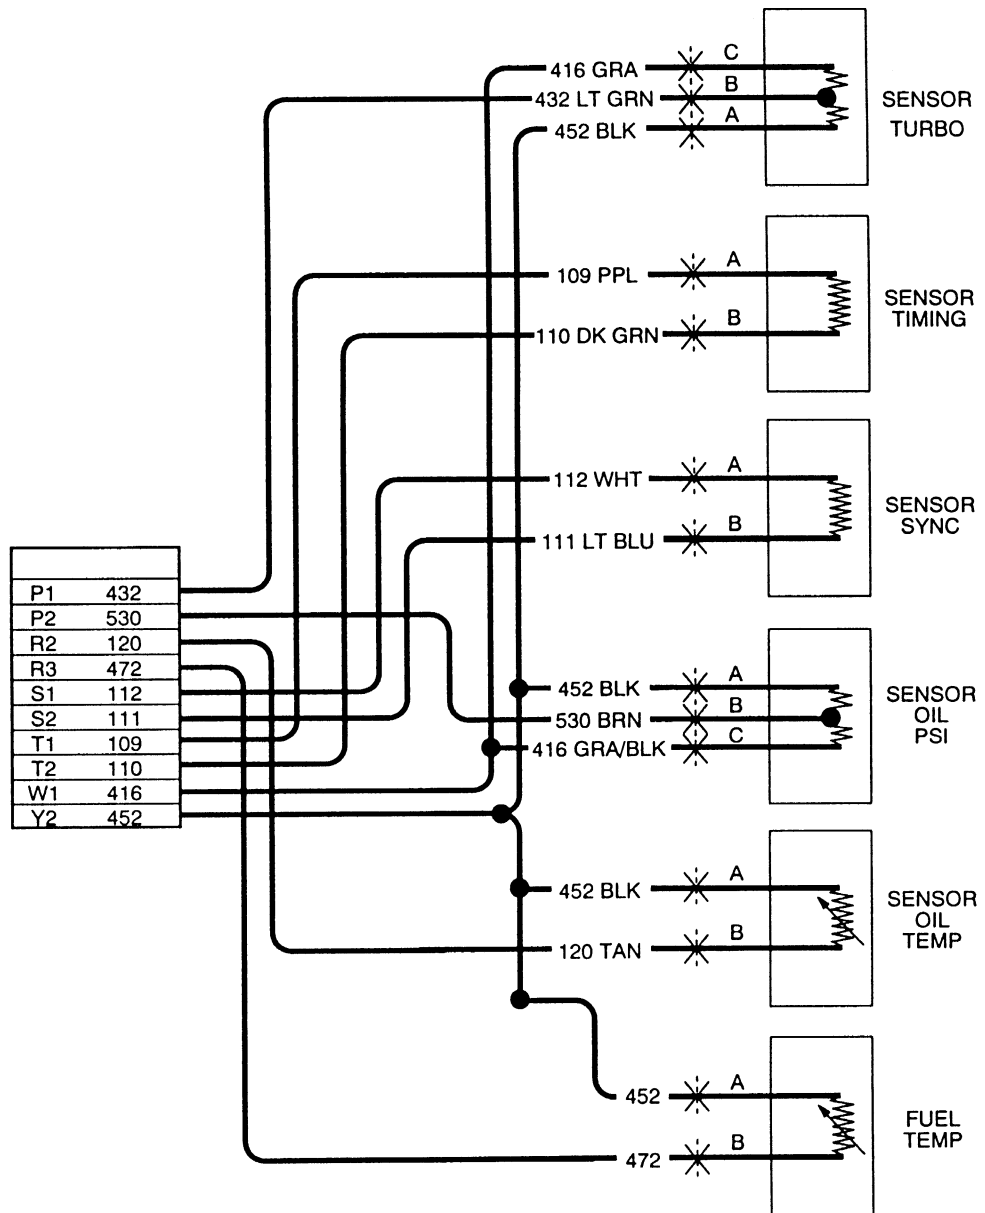 416 GRA
C
432 LT GRN
B
452 BLK
A
SENSOR
TURBO
109 PPL
A
110 DK GRN
B
SENSOR
TIMING
112 WHT
A
111 LT BLU
B
SENSOR
SYNC
P1 432
P2 530
R2 120
R3 472
S1 112
S2 111
T1 109
T2 110
W1 416
Y2 452
452 BLK
A
530 BRN
B
416 GRA/BLK
C
SENSOR
OIL
PSI
452 BLK
A
120 TAN
B
SENSOR
OIL
TEMP
452
A
472
B
FUEL
TEMP